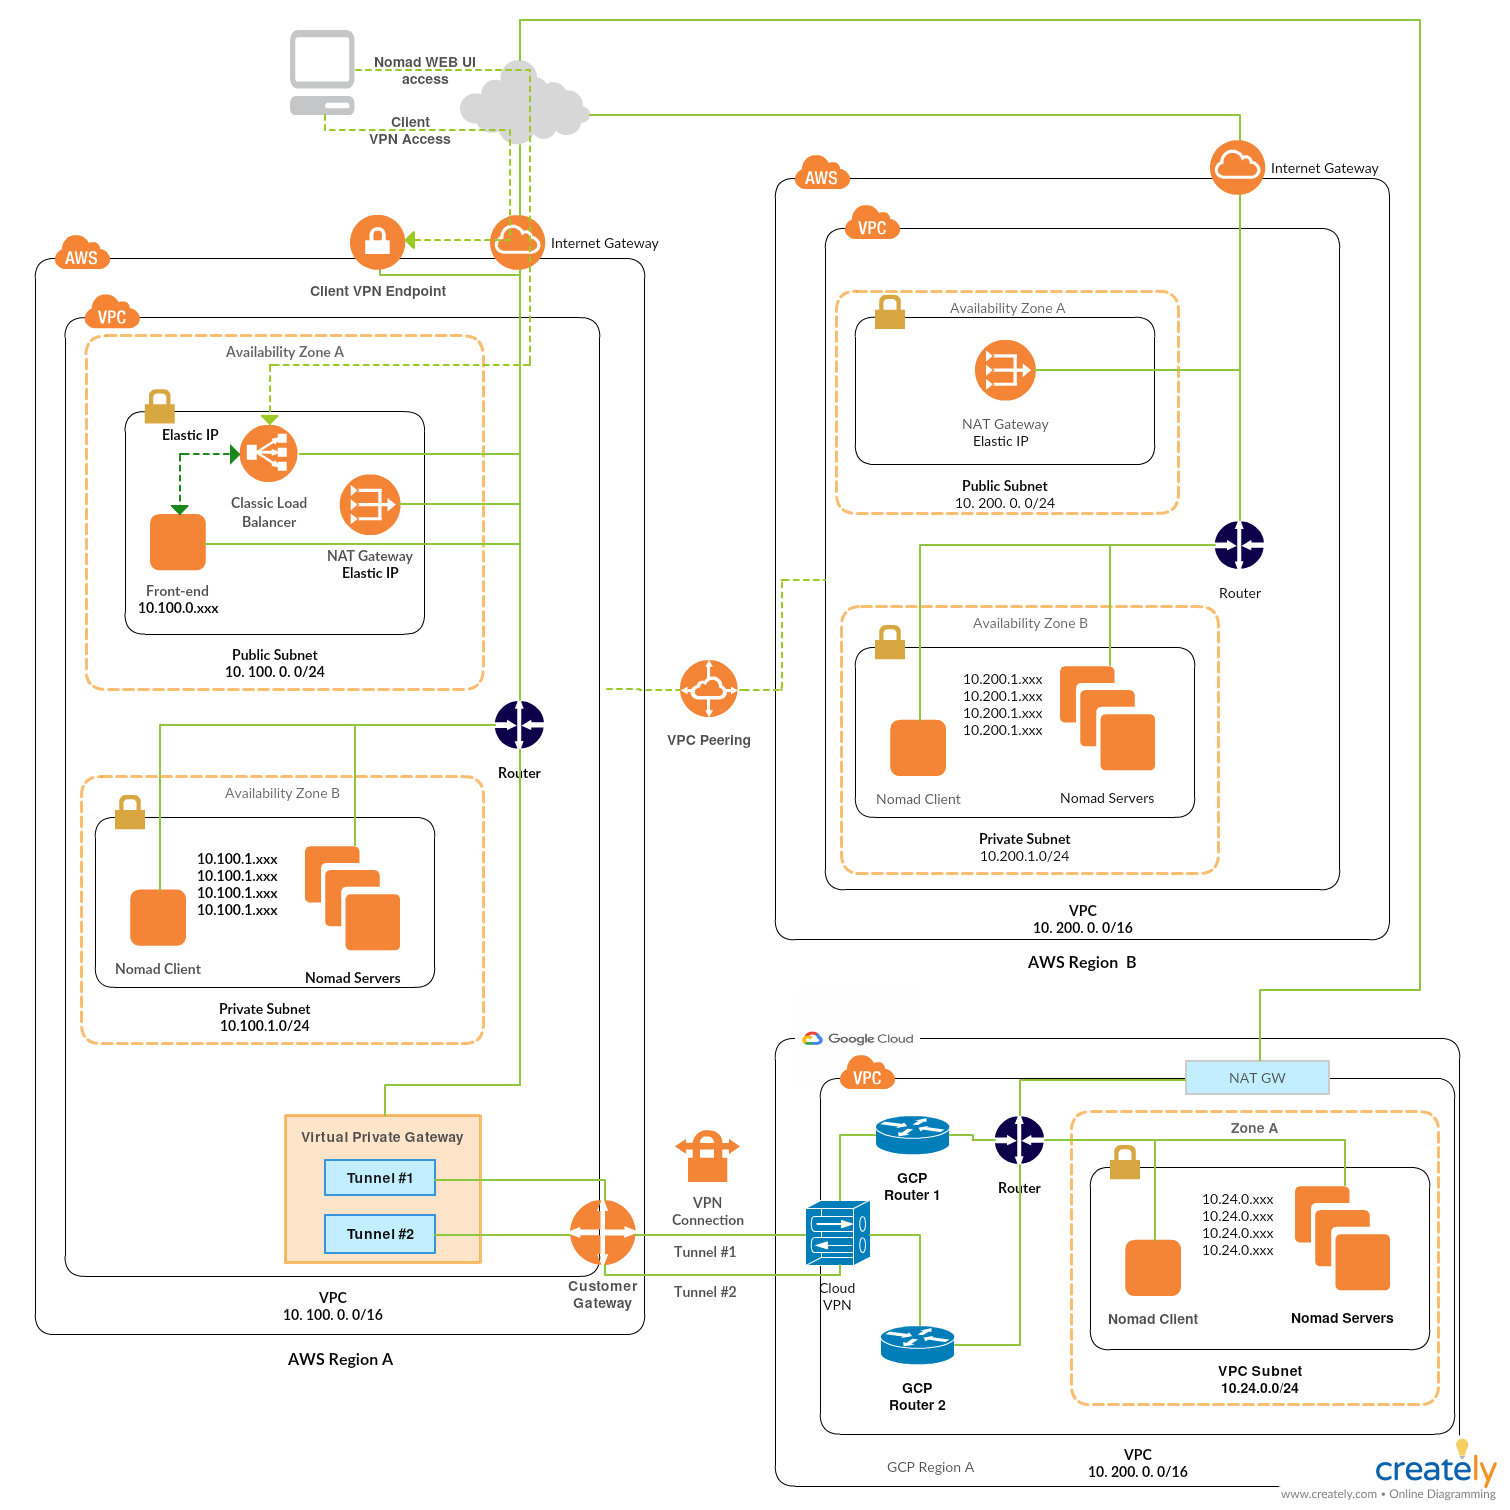 Nomad WEB UI
access
Client
VPN Access
Internet Gateway
AWS
Client VPN Endpoint
VPC
Availability Zone A
Elastic IP
Classic Load
Balancer
NAT Gateway
Elastic IP
Front-end
10.100.0.xxx
Public Subnet
10. 100. 0. 0/24
Router
Availability Zone B
10.100.1.xxx
10.100.1.xxx
10.100.1.xxx
10.100.1.xxx
Nomad Client
Nomad Servers
Private Subnet
10.100.1.0/24
Virtual Private Gateway
Tunnel #1
Tunnel #2
Customer
Gateway
VPC
10. 100. 0. 0/16
AWS Region A
VPC Peering
VPN
Connection
Tunnel #1
Tunnel #2
AWS
Internet Gateway
VPC
Availability Zone A
NAT Gateway
Elastic IP
Public Subnet
10. 200. 0. 0/24
Router
Availability Zone B
10.200.1.xxx
10.200.1.xxx
10.200.1.xxx
10.200.1.xxx
Nomad Client
Nomad Servers
Private Subnet
10.200.1.0/24
VPC
10. 200. 0. 0/16
AWS Region B
Google Cloud
VPC
NAT GW
GCP
Router 1
Router
Cloud
VPN
GCP
Router 2
Zone A
10.24.0.xxx
10.24.0.xxx
10.24.0.xxx
10.24.0.xxx
Nomad Client
Nomad Servers
VPC Subnet
10.24.0.0/24
GCP Region A
VPC
10. 200. 0. 0/16
creately
www.creately.com • Online Diagramming